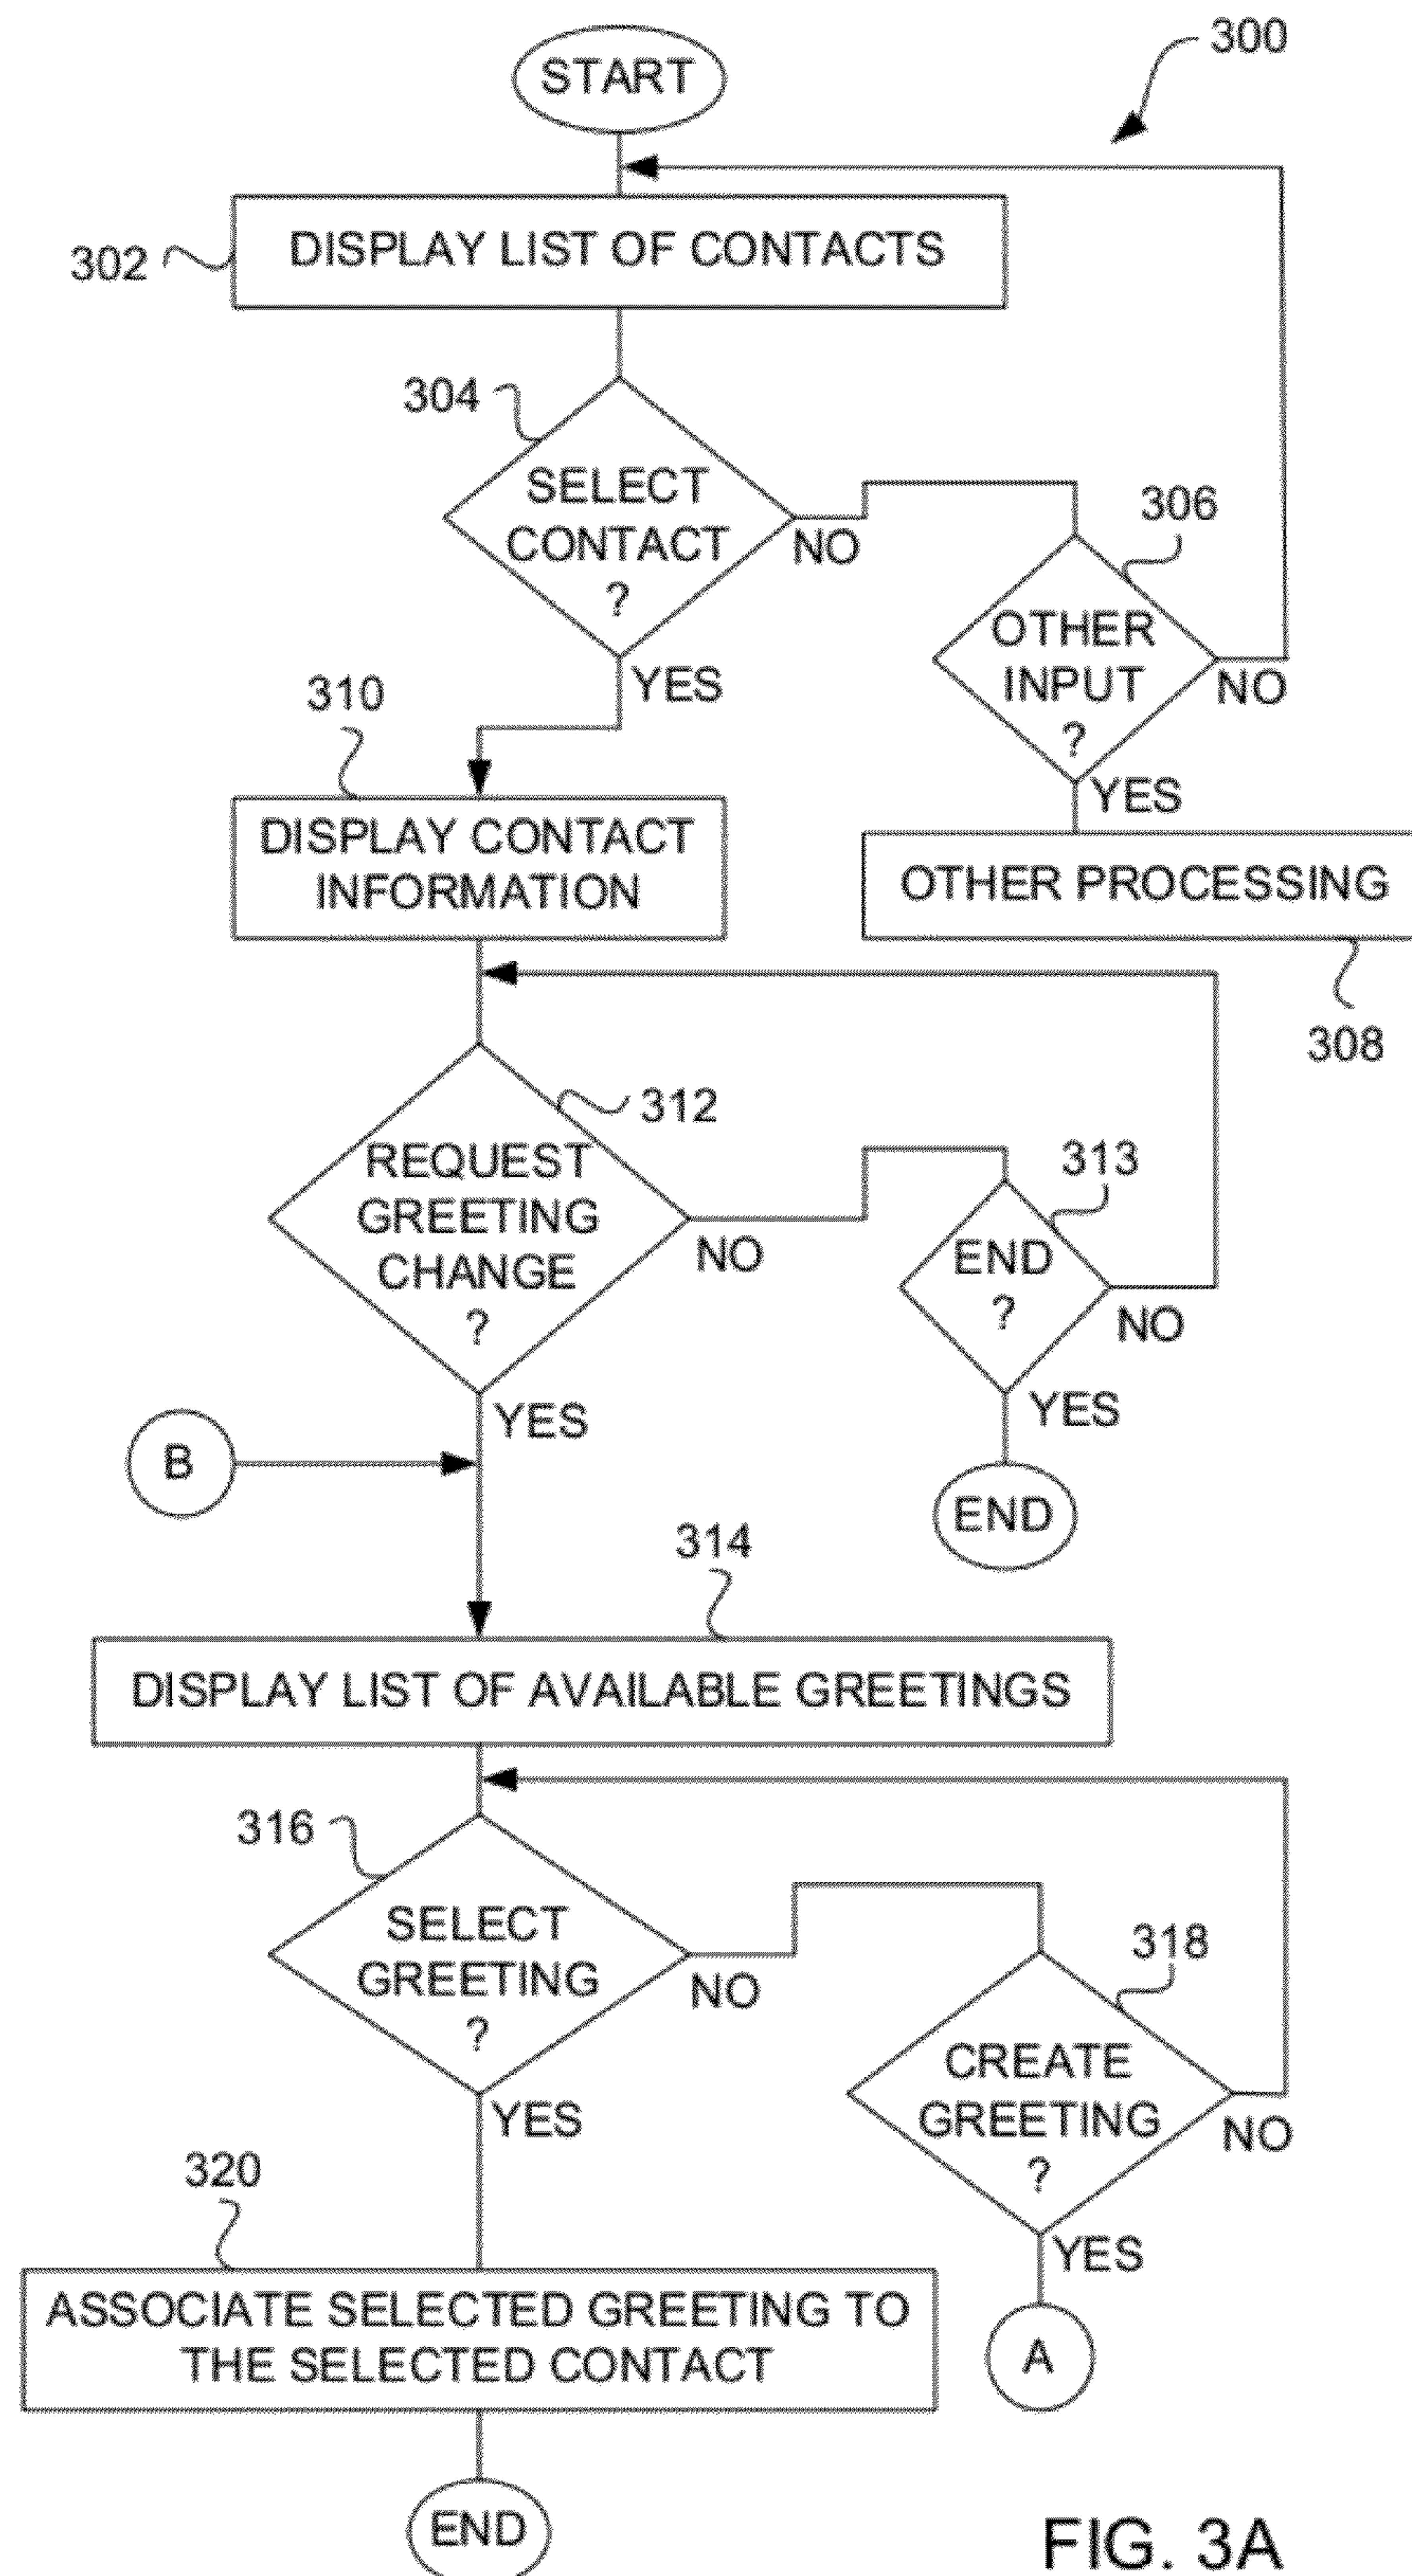 300
START
302
DISPLAY LIST OF CONTACTS
304
SELECT
CONTACT
?
NO
306
OTHER
INPUT
?
NO
YES
310
YES
DISPLAY CONTACT
INFORMATION
OTHER PROCESSING
308
312
REQUEST
GREETING
CHANGE
?
NO
313
END
?
NO
YES
YES
B
END
314
DISPLAY LIST OF AVAILABLE GREETINGS
316
SELECT
GREETING
?
NO
318
CREATE
GREETING
?
NO
YES
YES
320
ASSOCIATE SELECTED GREETING TO
THE SELECTED CONTACT
A
END
FIG. 3A